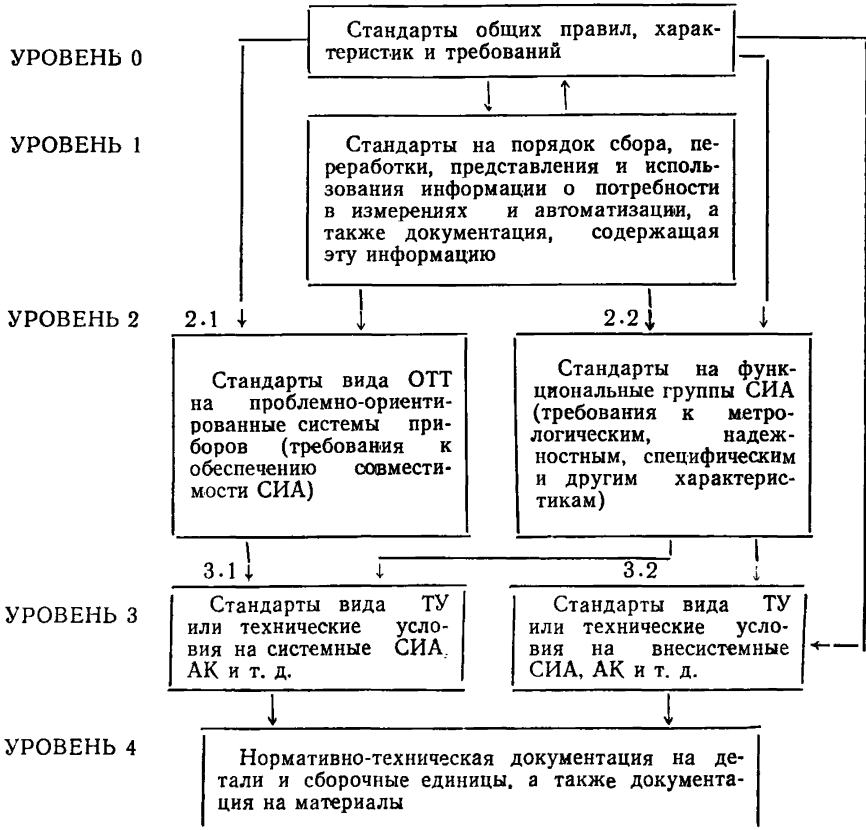 Стандарты общих правил, харак-
теристик и требований
УРОВЕНЬ 0
УРОВЕНЬ 1
Стандарты на порядок сбора, пе-
реработки, представления и исполь-
зования информации о потребности
в измерениях и автоматизации, а
также документация, содержащая
эту информацию
УРОВЕНЬ 2
2.1
2.2
Стандарты вида ОТТ
на проблемно-ориенти-
рованные системы при-
боров (требования к
обеспечению совмести-
мости СИА)
Стандарты на функ-
циональные группы СИА
(требования к метро-
логическим, надеж-
ностным, специфическим
и другим характерис-
тикам)
3.1
3.2
УРОВЕНЬ 3
Стандарты вида ТУ
или технические усло-
вия на системные СИА,
АК и т. д.
Стандарты вида ТУ
или технические усло-
вия на внесистемные
СИА, АК и т. д.
УРОВЕНЬ 4
Нормативно-техническая документация на де-
тали и сборочные единицы, а также документа-
ция на материалы